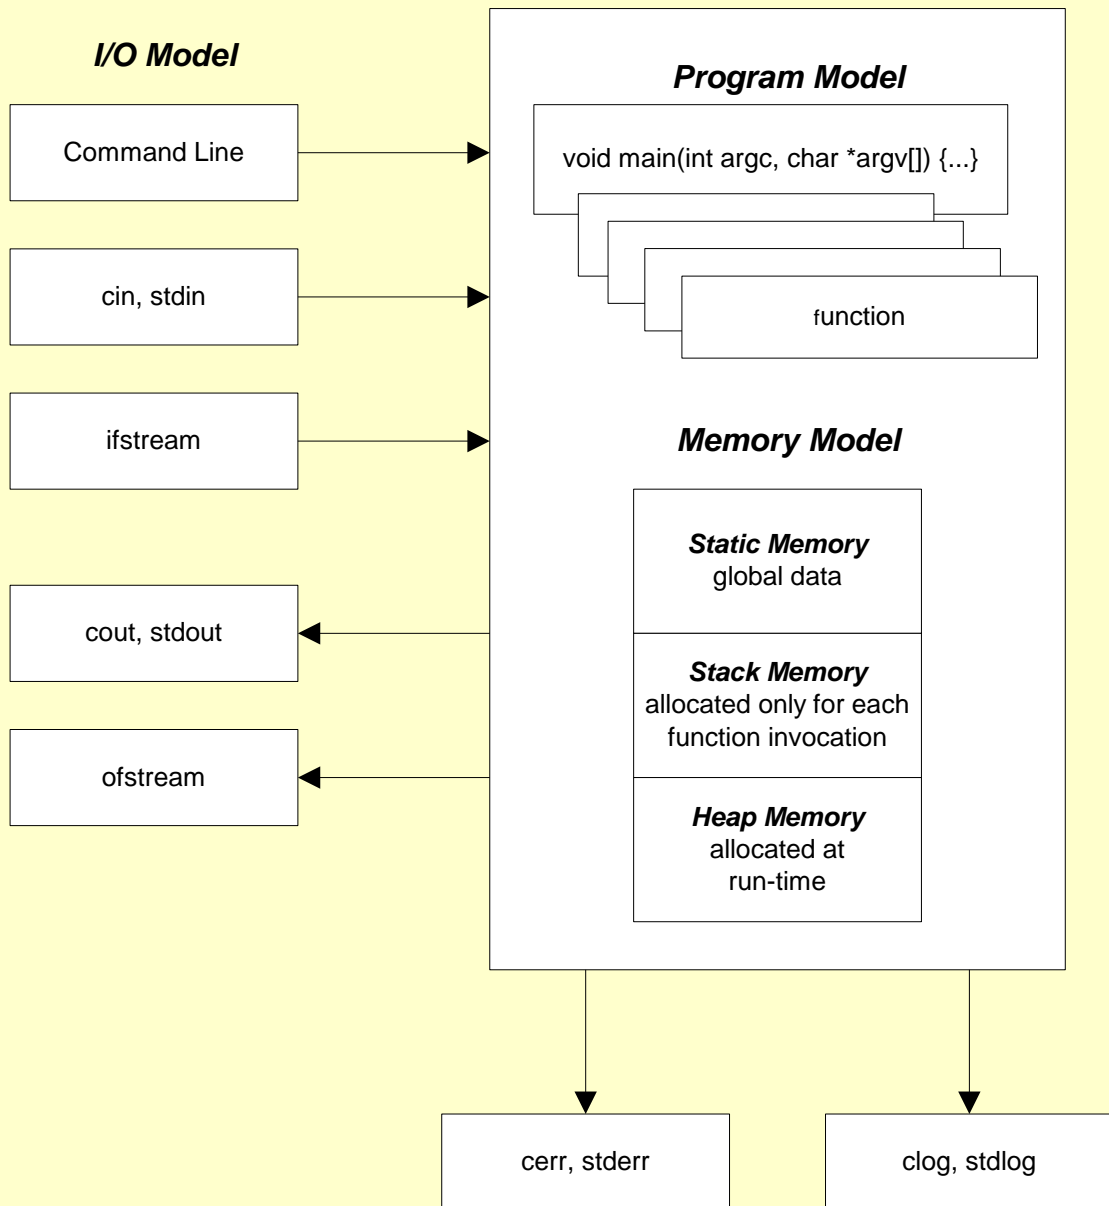 I/O Model
Command Line
cin, stdin
ifstream
cout, stdout
ofstream
Program Model
void main(int argc, char *argv[]) {...}
function
Memory Model
Static Memory
global data
Stack Memory
allocated only for each
function invocation
Heap Memory
allocated at
run-time
cerr, stderr
clog, stdlog